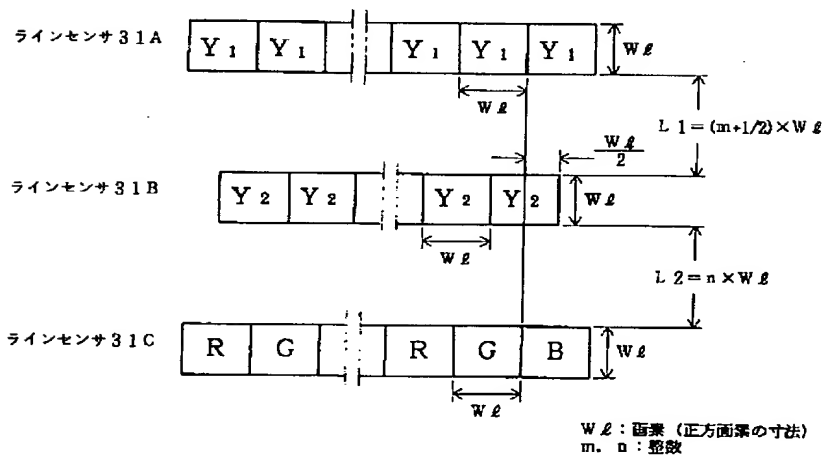 ラインセンサ31A
Y1 Y1 Y1 Y1 Y1
Wℓ
Wℓ
L1=(m+1/2)×Wℓ
Wℓ/2
ラインセンサ31B
Y2 Y2 Y2 Y2
Wℓ
Wℓ
L2=n×Wℓ
ラインセンサ31C
R G R G B
Wℓ
Wℓ
Wℓ:画素(正方画素の寸法)
m, n:整数